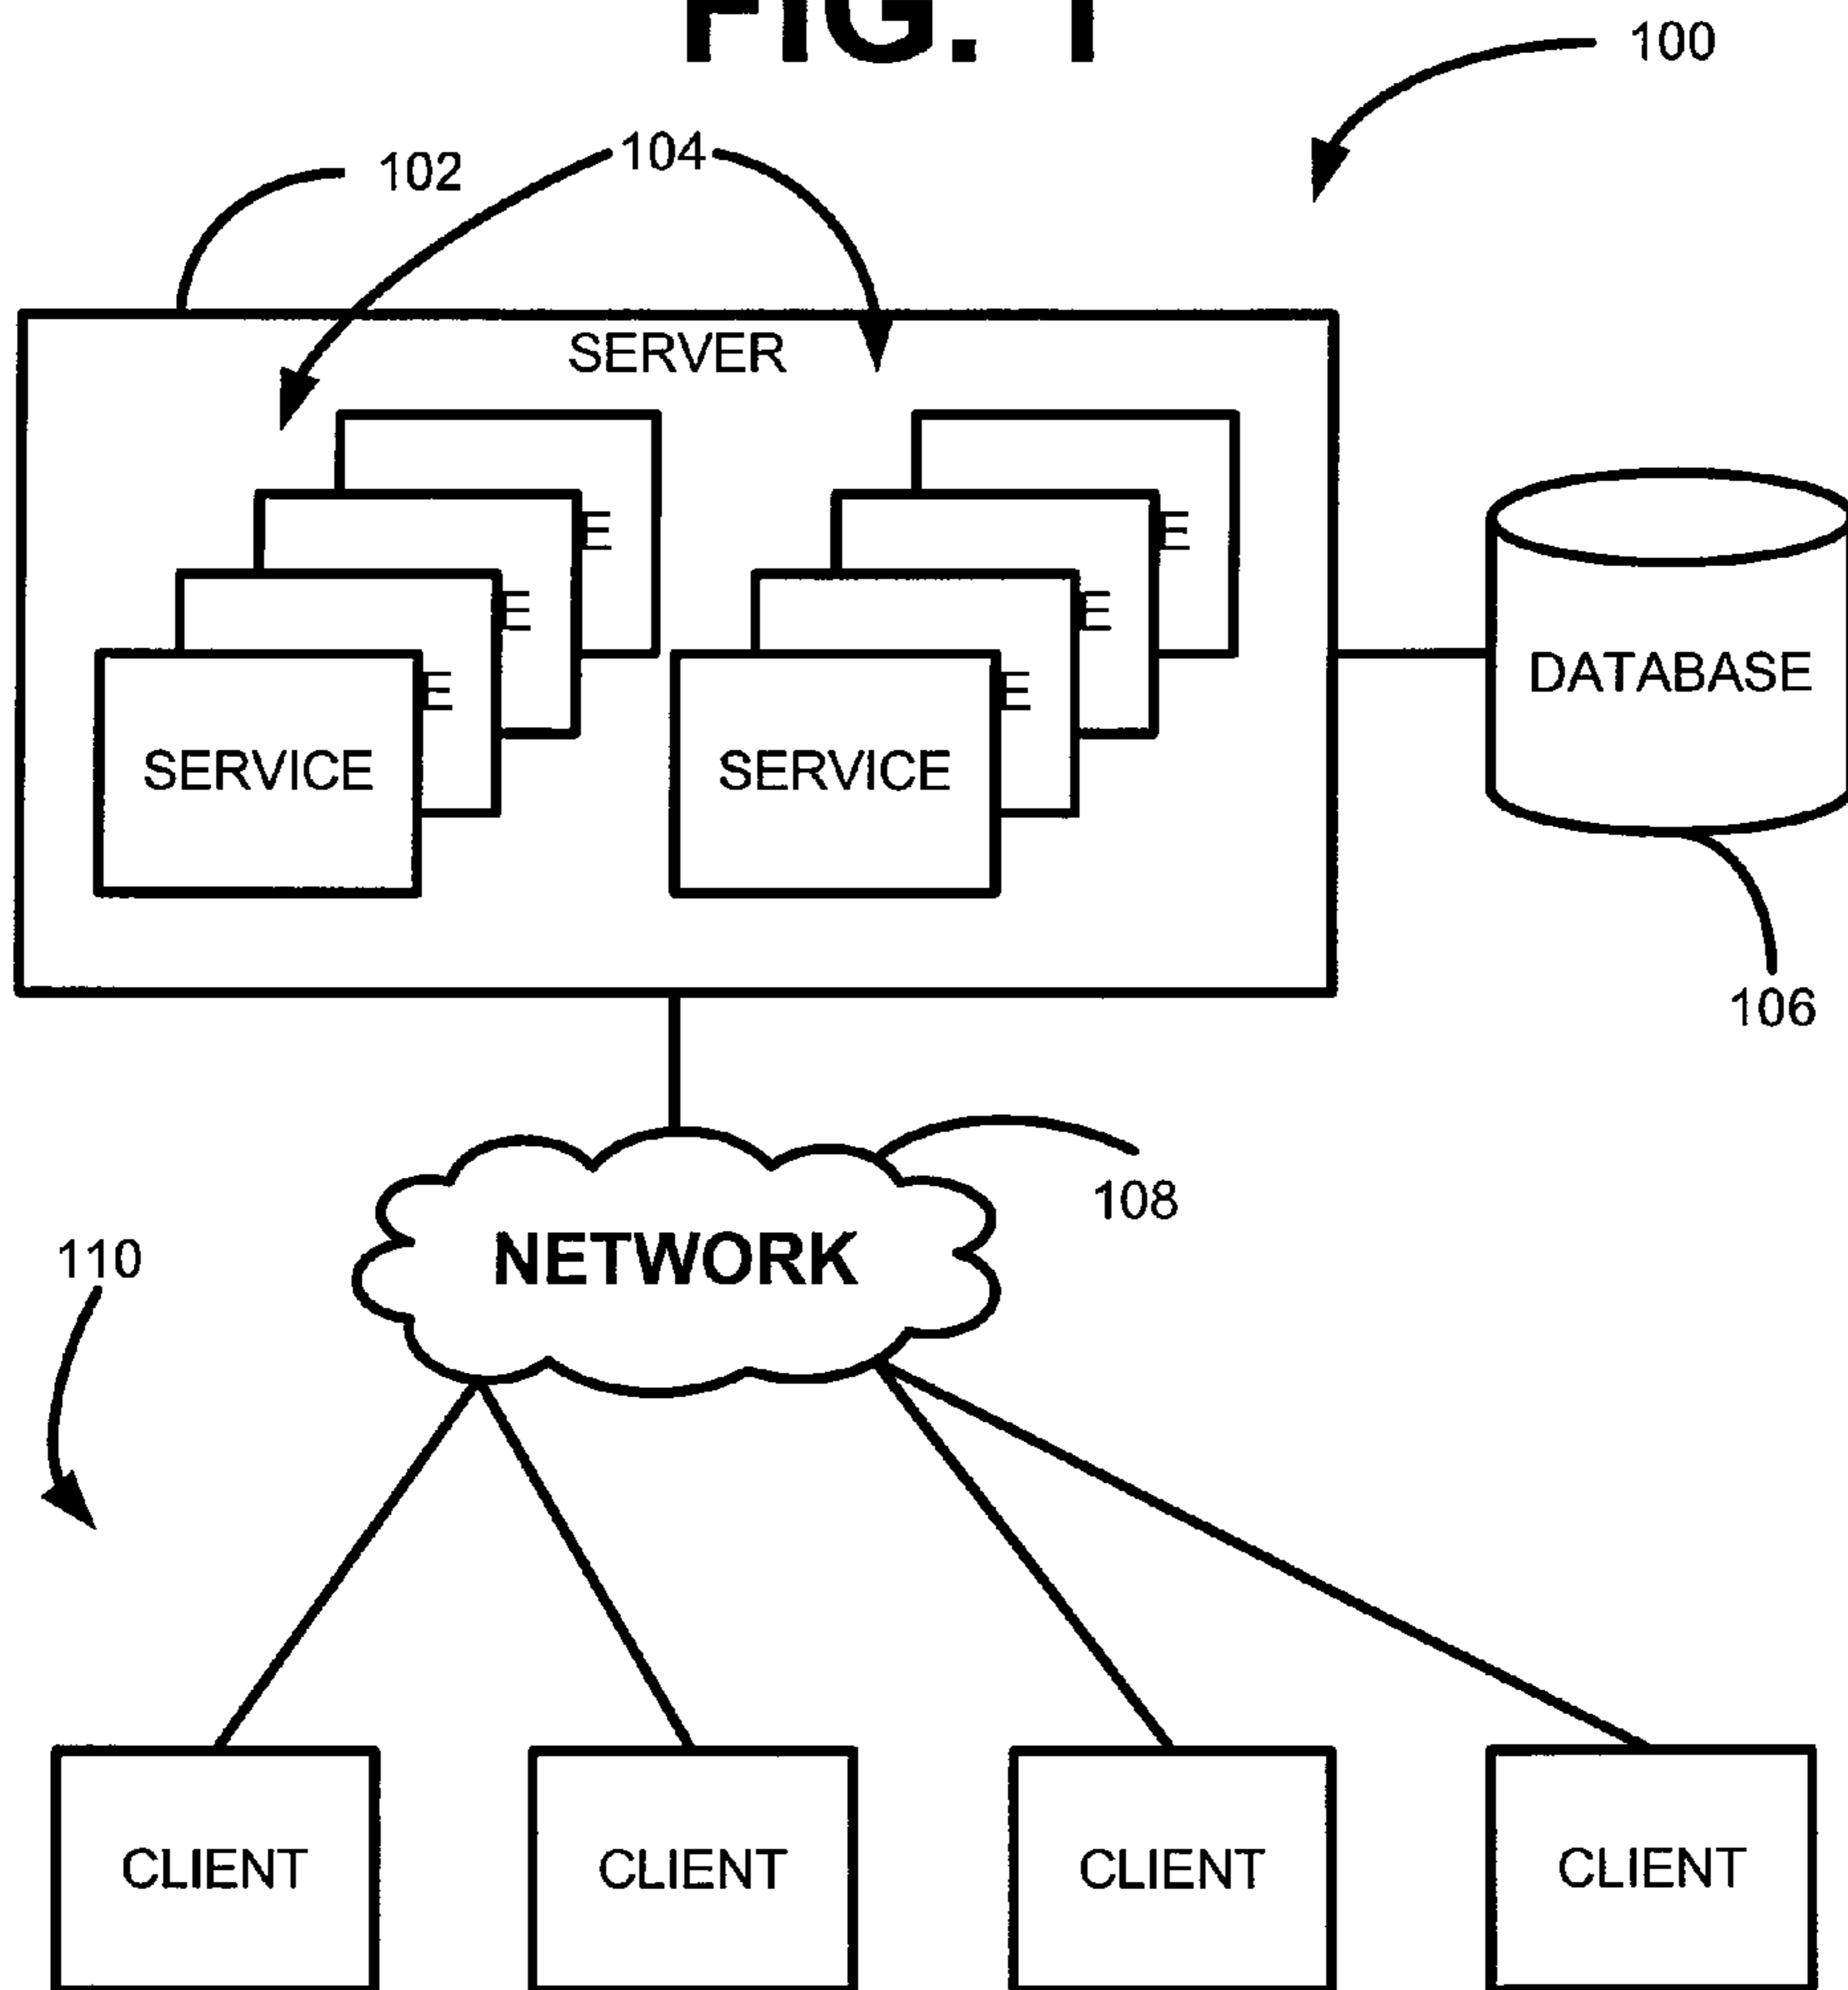 FIG. 1
100
102
104
SERVER
E
E
E
E
E
E
SERVICE
SERVICE
DATABASE
106
108
NETWORK
110
CLIENT
CLIENT
CLIENT
CLIENT